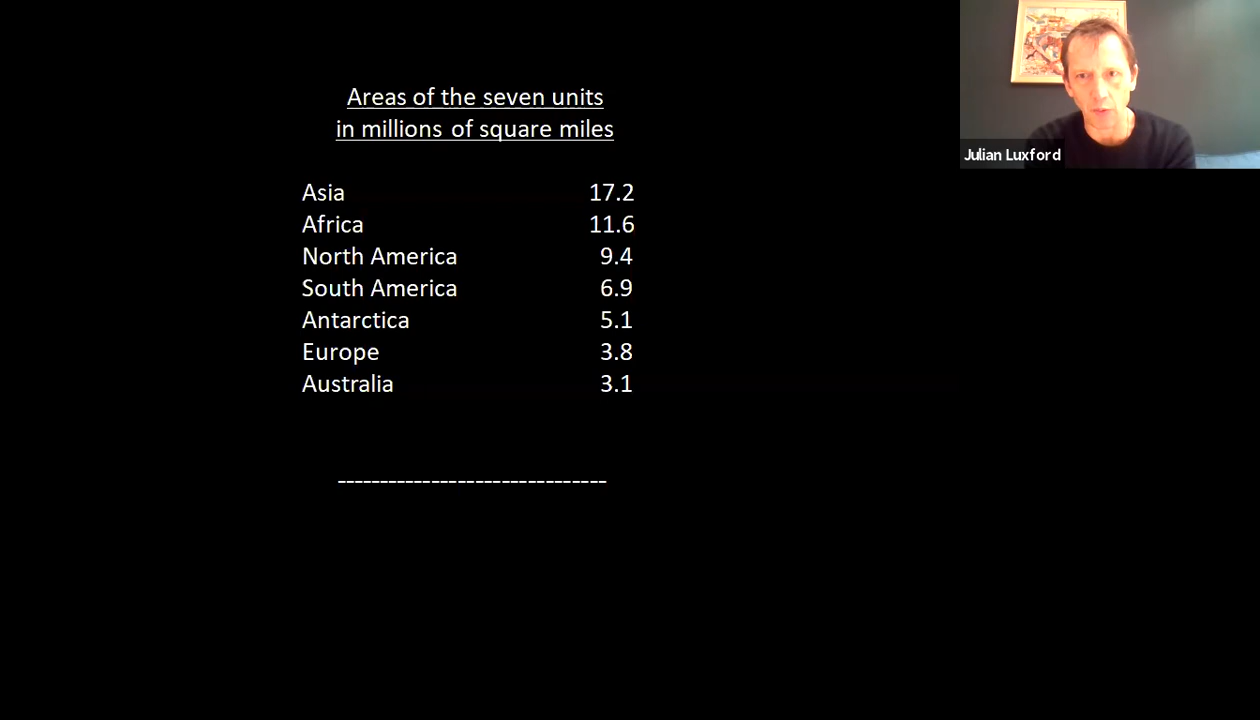 Areas of the seven units
in millions of square miles
Asia 17.2
Africa 11.6
North America 9.4
South America 6.9
Antarctica 5.1
Europe 3.8
Australia 3.1
------------------------------
Julian Luxford